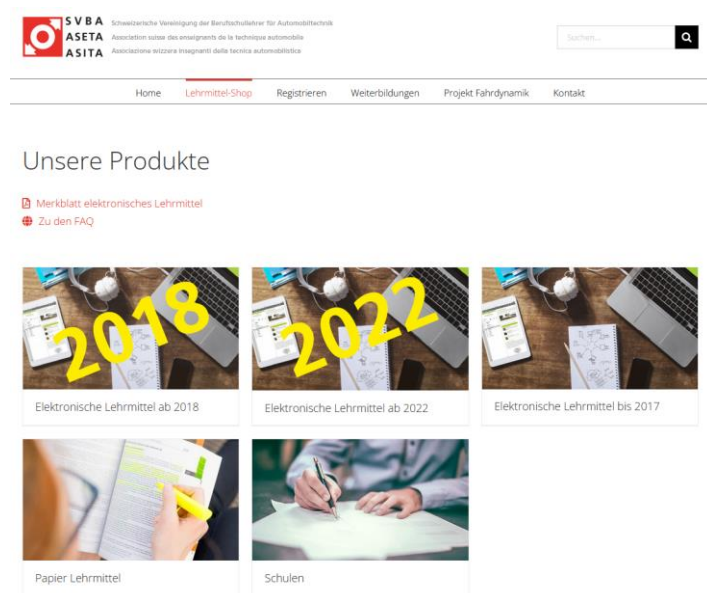 SVBA Schweizerische Vereinigung der Berufsschullehrer für Automobiltechnik
ASETA Association suisse des enseignants de la technique automobile
ASITA Associazione wizzera insegnanti della tecnica automobilistica
Suchen...
Home Lehrmittel-Shop Registrieren Weiterbildungen Projekt Fahrdynamik Kontakt
Unsere Produkte
Merkblatt elektronisches Lehrmittel
Zu den FAQ
2018
2022
Elektronische Lehrmittel ab 2018
Elektronische Lehrmittel ab 2022
Elektronische Lehrmittel bis 2017
Papier Lehrmittel
Schulen